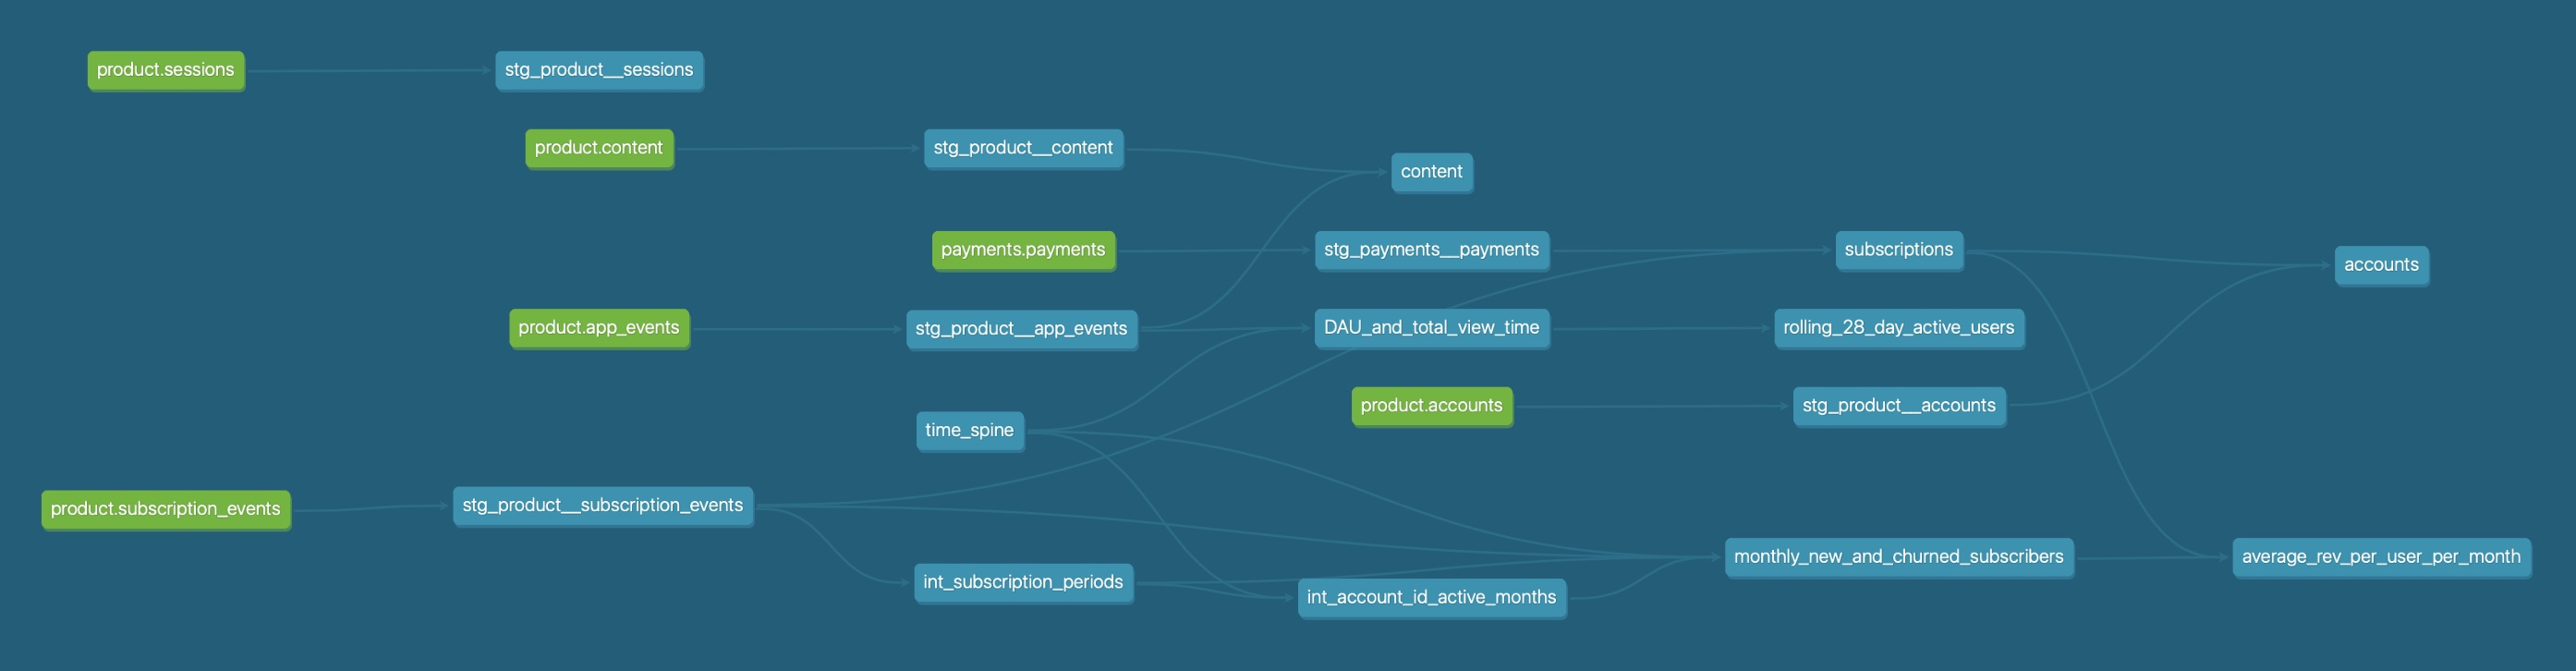 product.sessions
stg_product__sessions
product.content
stg_product__content
content
payments.payments
stg_payments__payments
subscriptions
accounts
product.app_events
stg_product__app_events
DAU_and_total_view_time
rolling_28_day_active_users
product.accounts
stg_product__accounts
time_spine
product.subscription_events
stg_product__subscription_events
int_subscription_periods
int_account_id_active_months
monthly_new_and_churned_subscribers
average_rev_per_user_per_month